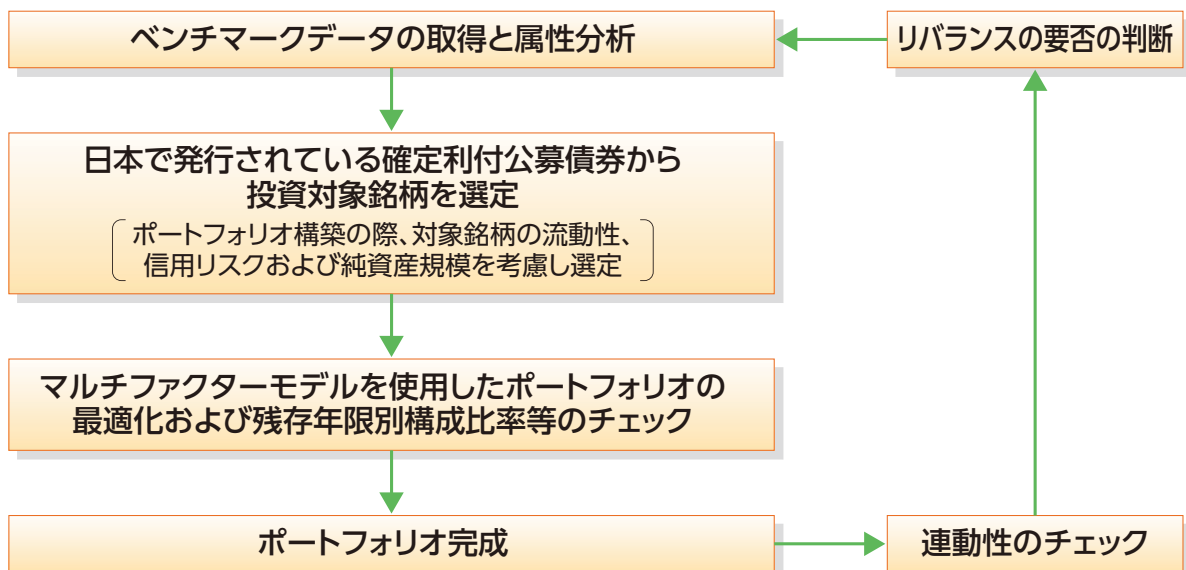 ベンチマークデータの取得と属性分析
リバランスの要否の判断
日本で発行されている確定利付公募債券から
投資対象銘柄を選定
ポートフォリオ構築の際、対象銘柄の流動性、
信用リスクおよび純資産規模を考慮し選定
マルチファクターモデルを使用したポートフォリオの
最適化および残存年限別構成比率等のチェック
ポートフォリオ完成
連動性のチェック